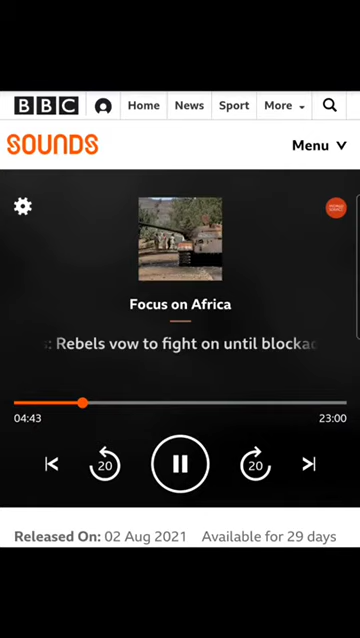 BBC Home News Sport More
SOUNDS Menu
Focus on Africa
: Rebels vow to fight on until blockad
04:43 23:00
20 20
Released On: 02 Aug 2021 Available for 29 days